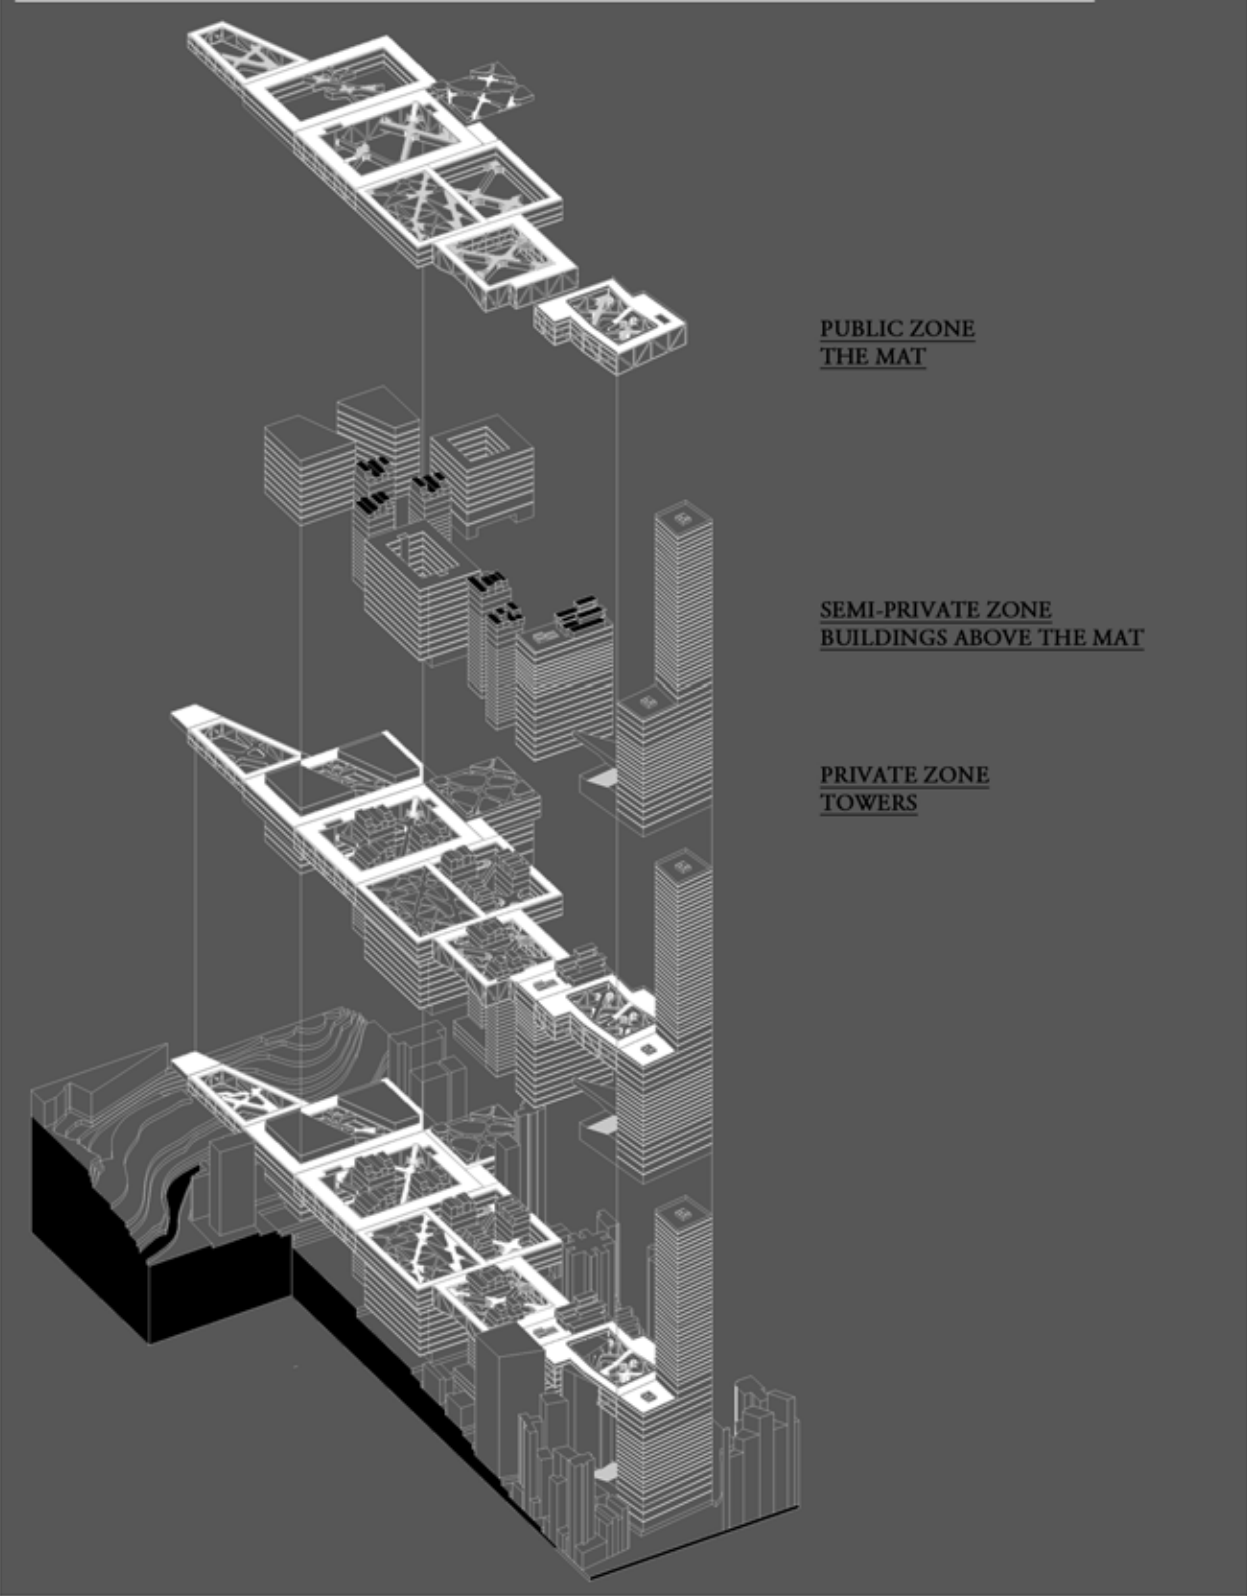 PUBLIC ZONE
THE MAT
SEMI-PRIVATE ZONE
BUILDINGS ABOVE THE MAT
PRIVATE ZONE
TOWERS